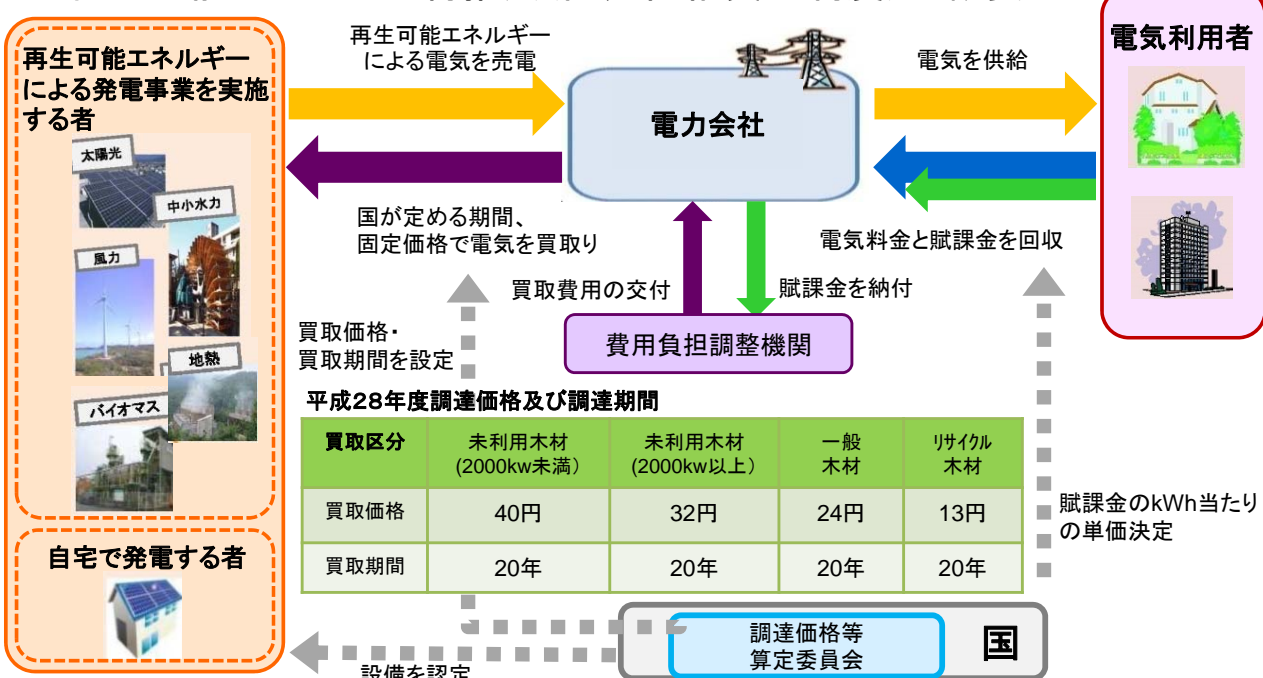 再生可能エネルギー
による発電事業を実施
する者
太陽光
中小水力
風力
地熱
バイオマス
自宅で発電する者
再生可能エネルギー
による電気を売電
電力会社
電気を供給
電気利用者
国が定める期間、
固定価格で電気を買取り
電気料金と賦課金を回収
買取費用の交付
賦課金を納付
費用負担調整機関
買取価格・
買取期間を設定
平成28年度調達価格及び調達期間
買取区分 未利用木材 未利用木材 一般 リサイクル
(2000kw未満) (2000kw以上) 木材 木材
買取価格 40円 32円 24円 13円
買取期間 20年 20年 20年 20年
賦課金のkWh当たり
の単価決定
調達価格等
算定委員会
国
設備を認定